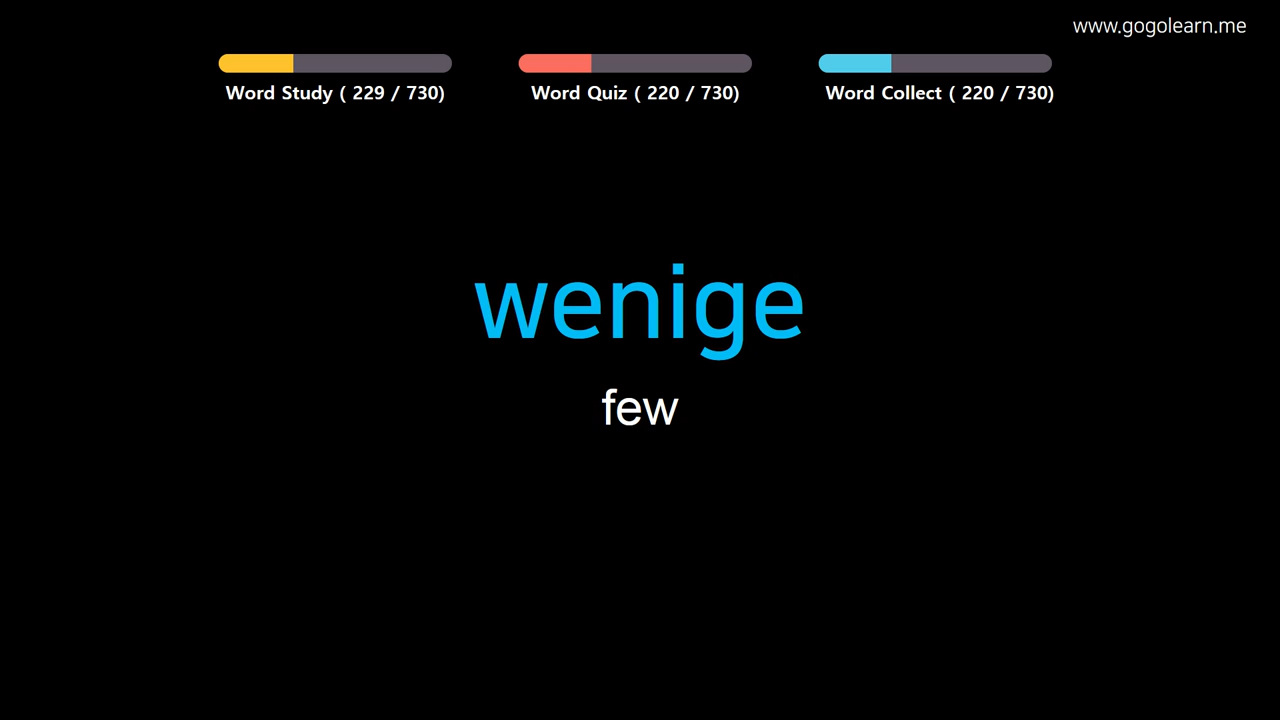 www.gogolearn.me
Word Study ( 229 / 730)
Word Quiz ( 220 / 730)
Word Collect ( 220 / 730)
wenige
few